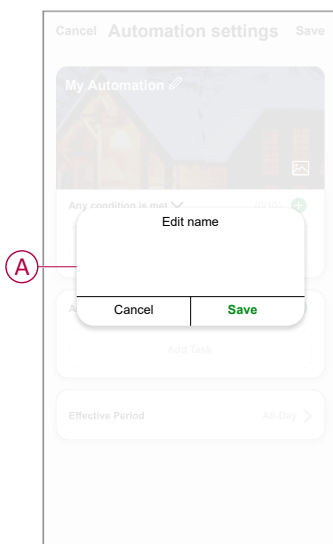 Cancel Automation settings Save
My Automation
Any condition is met
Edit name
A
Cancel Save
Add Task
Effective Period All-Day